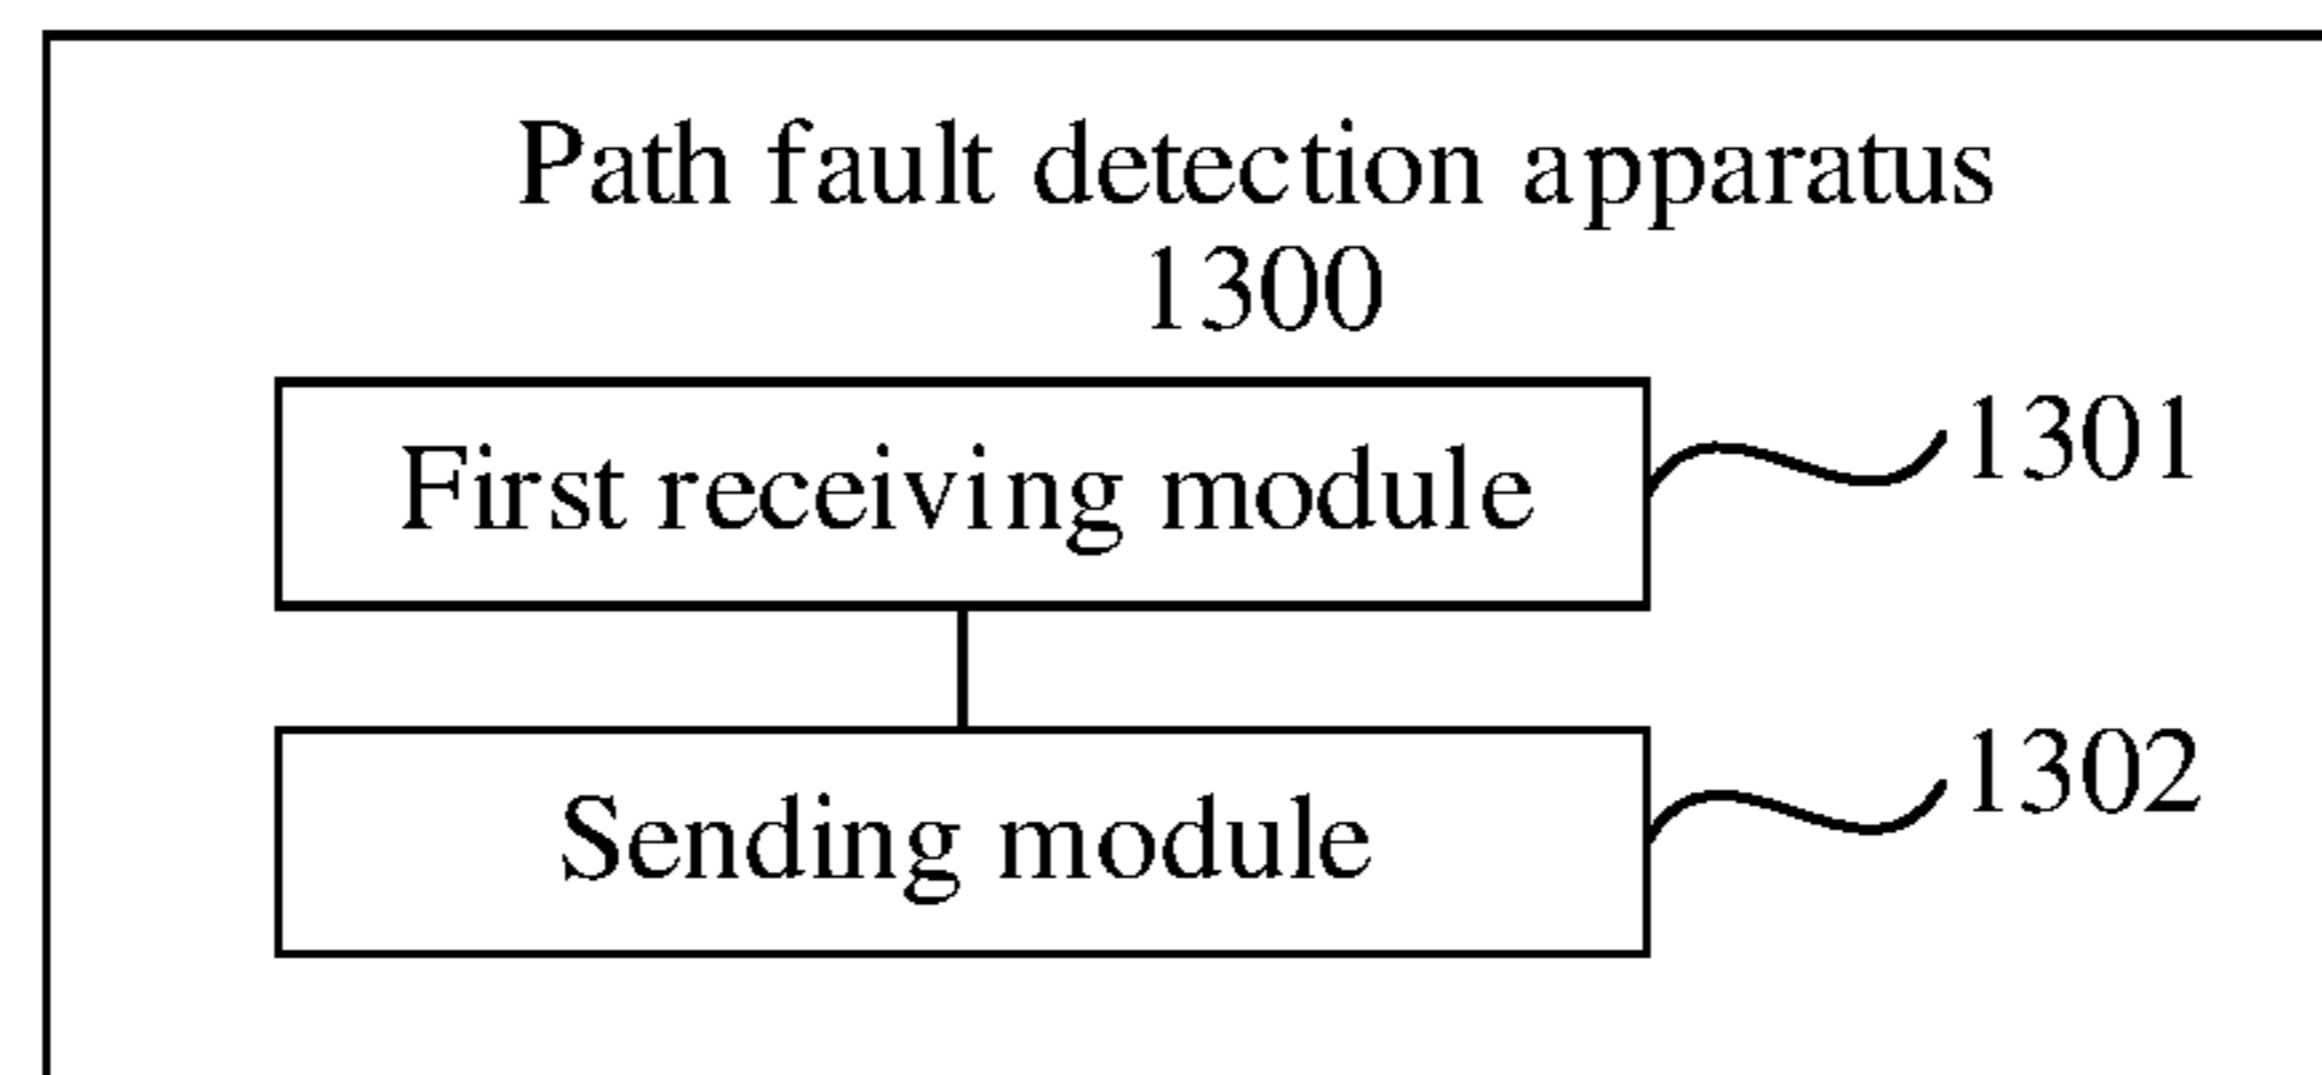 Path fault detection apparatus
1300
First receiving module
1301
Sending module
1302